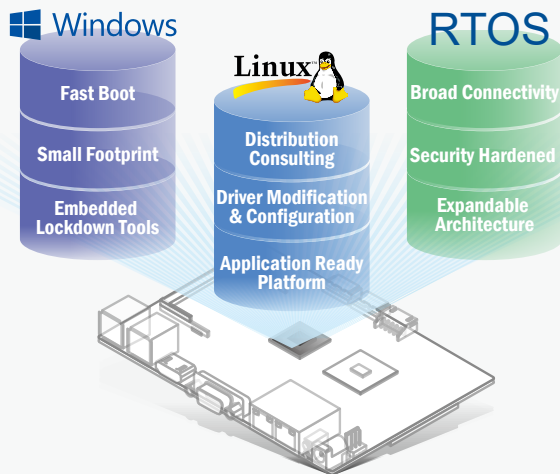 Windows
Fast Boot
Small Footprint
Embedded
Lockdown Tools
Linux™
Distribution
Consulting
Driver Modification
& Configuration
Application Ready
Platform
RTOS
Broad Connectivity
Security Hardened
Expandable
Architecture